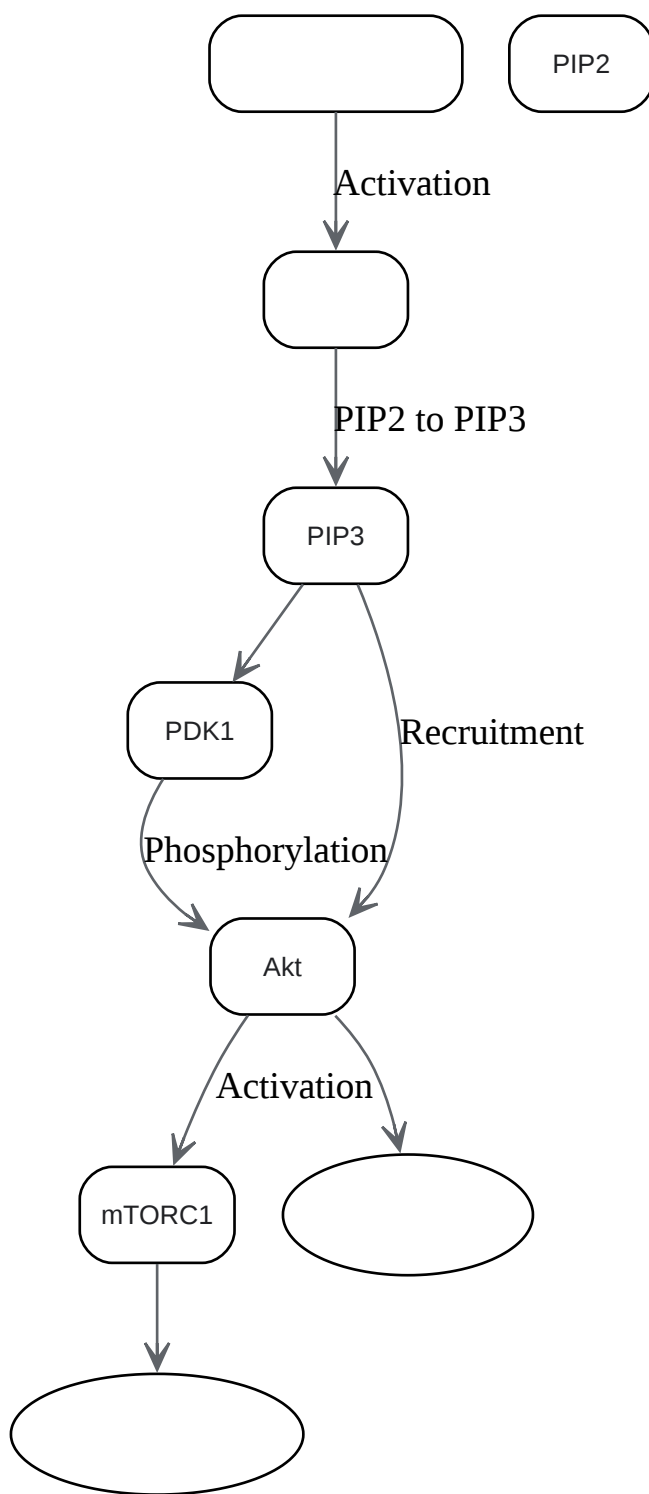 PIP2
Activation
PIP2 to PIP3
PIP3
PDK1
Recruitment
Phosphorylation
Akt
Activation
mTORC1